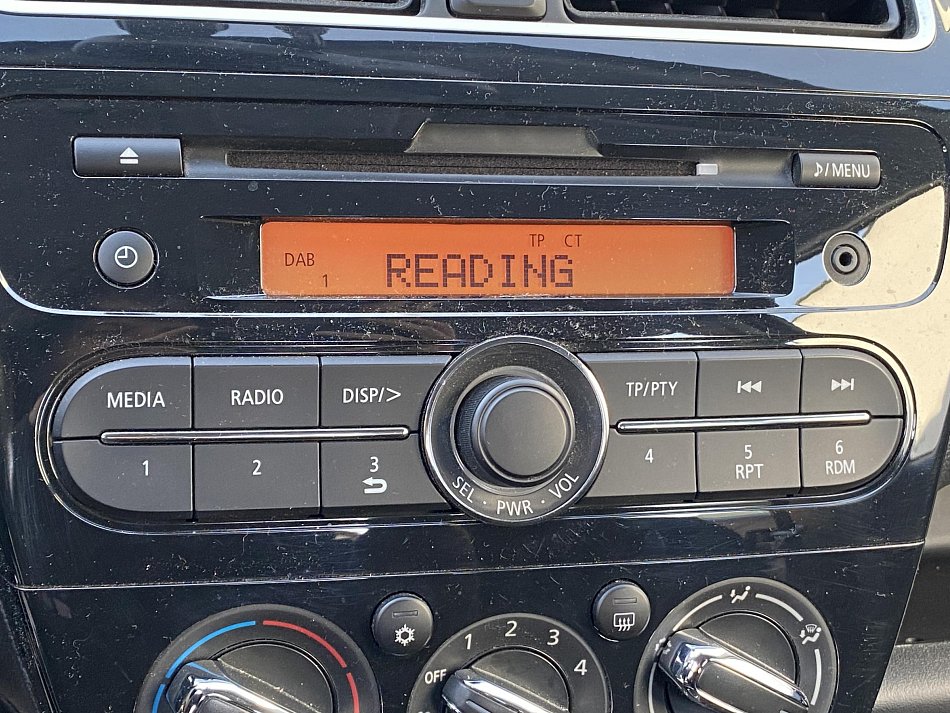 ♪/MENU
TP CT
DAB
1
READING
MEDIA
RADIO
DISP/>
TP/PTY
1
2
3
4
5
RPT
6
RDM
SEL · PWR · VOL
OFF 1 2 3 4